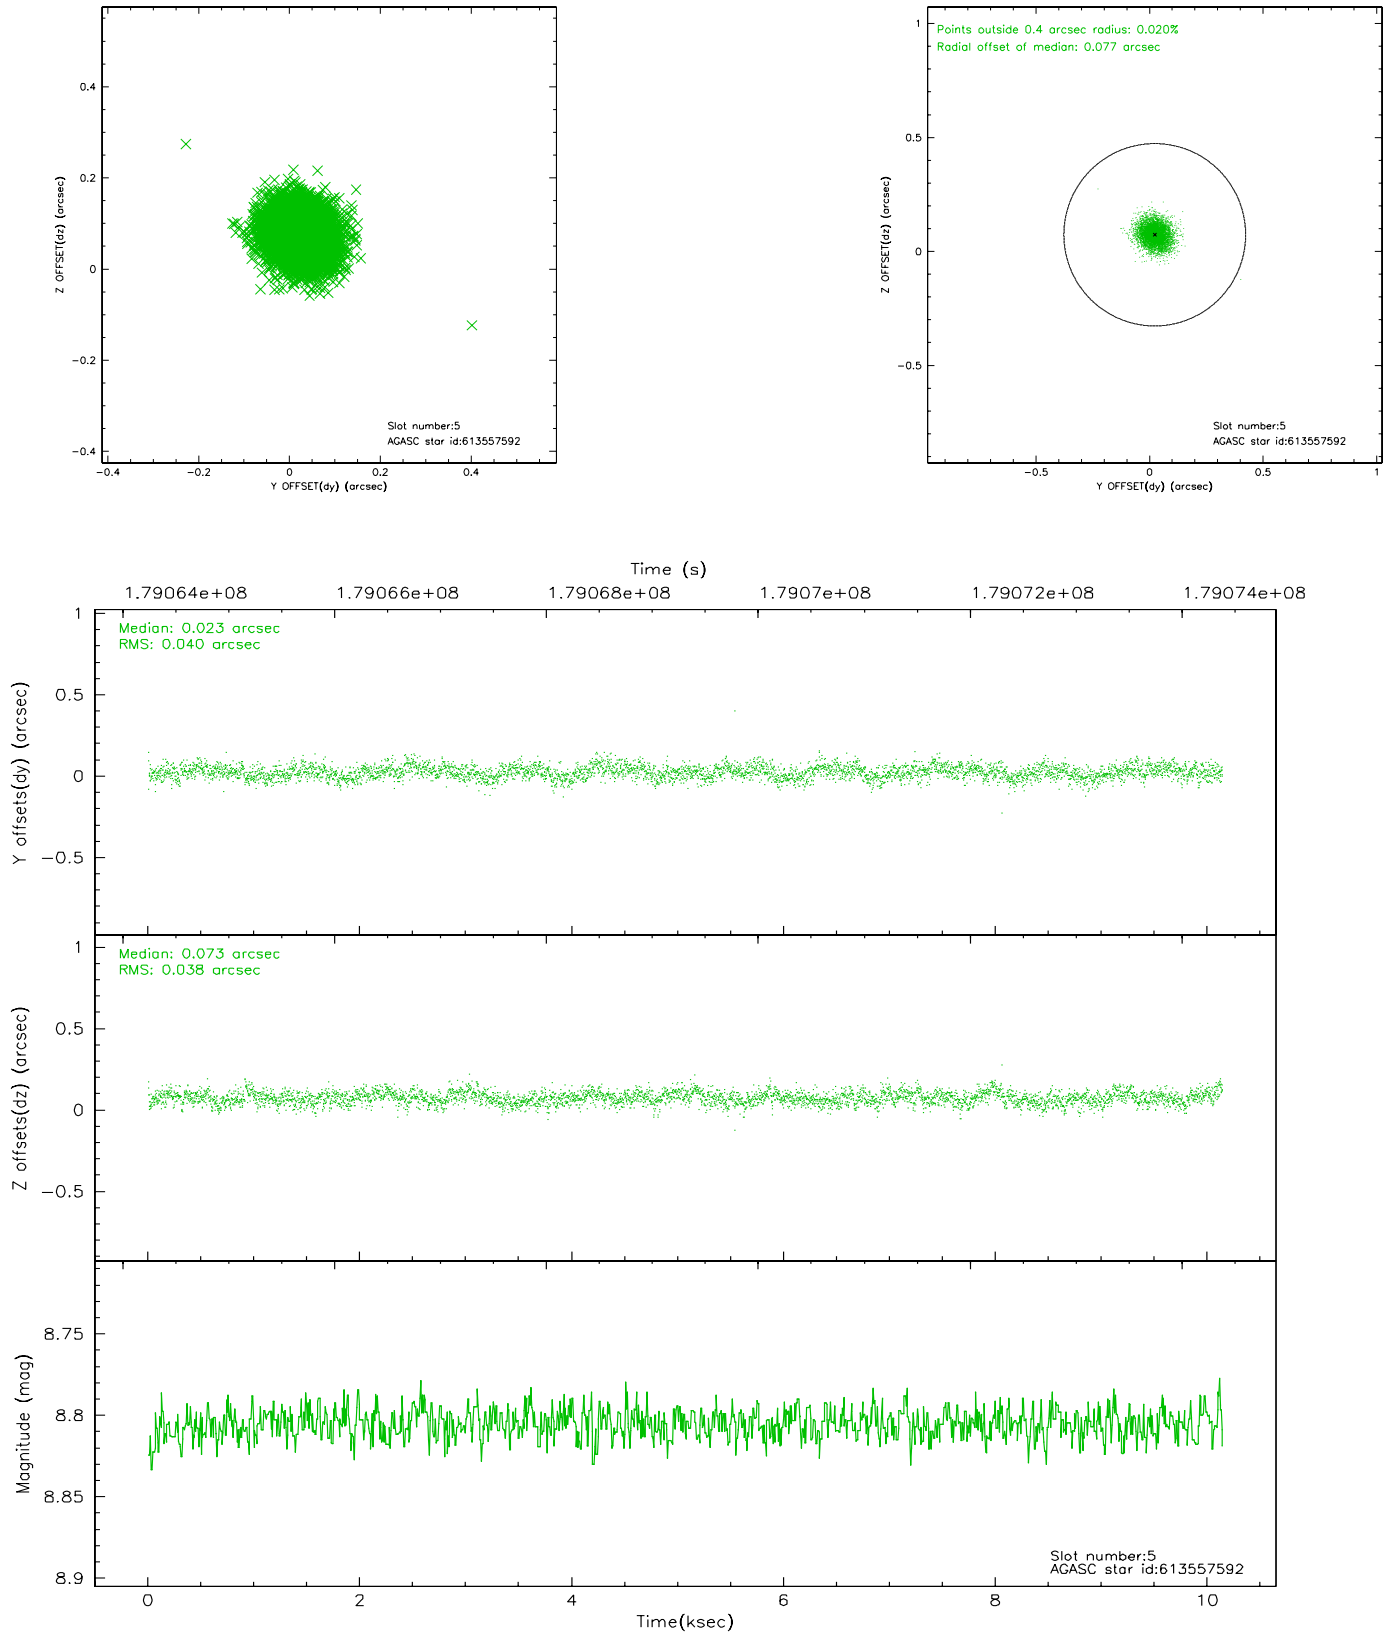 0.4
0.2
0
−0.2
−0.4
Z OFFSET(dz) (arcsec)
Slot number:5
AGASC star id:613557592
−0.4
−0.2
0
0.2
0.4
Y OFFSET(dy) (arcsec)
Points outside 0.4 arcsec radius: 0.020%
Radial offset of median: 0.077 arcsec
1
0.5
0
−0.5
Z OFFSET(dz) (arcsec)
Slot number:5
AGASC star id:613557592
−0.5
0
0.5
1
Y OFFSET(dy) (arcsec)
Time (s)
1.79064e+08
1.79066e+08
1.79068e+08
1.7907e+08
1.79072e+08
1.79074e+08
Median: 0.023 arcsec
RMS: 0.040 arcsec
1
0.5
0
−0.5
Y offsets(dy) (arcsec)
Median: 0.073 arcsec
RMS: 0.038 arcsec
1
0.5
0
−0.5
Z offsets(dz) (arcsec)
8.75
8.8
8.85
8.9
Magnitude (mag)
Slot number:5
AGASC star id:613557592
0
2
4
6
8
10
Time(ksec)